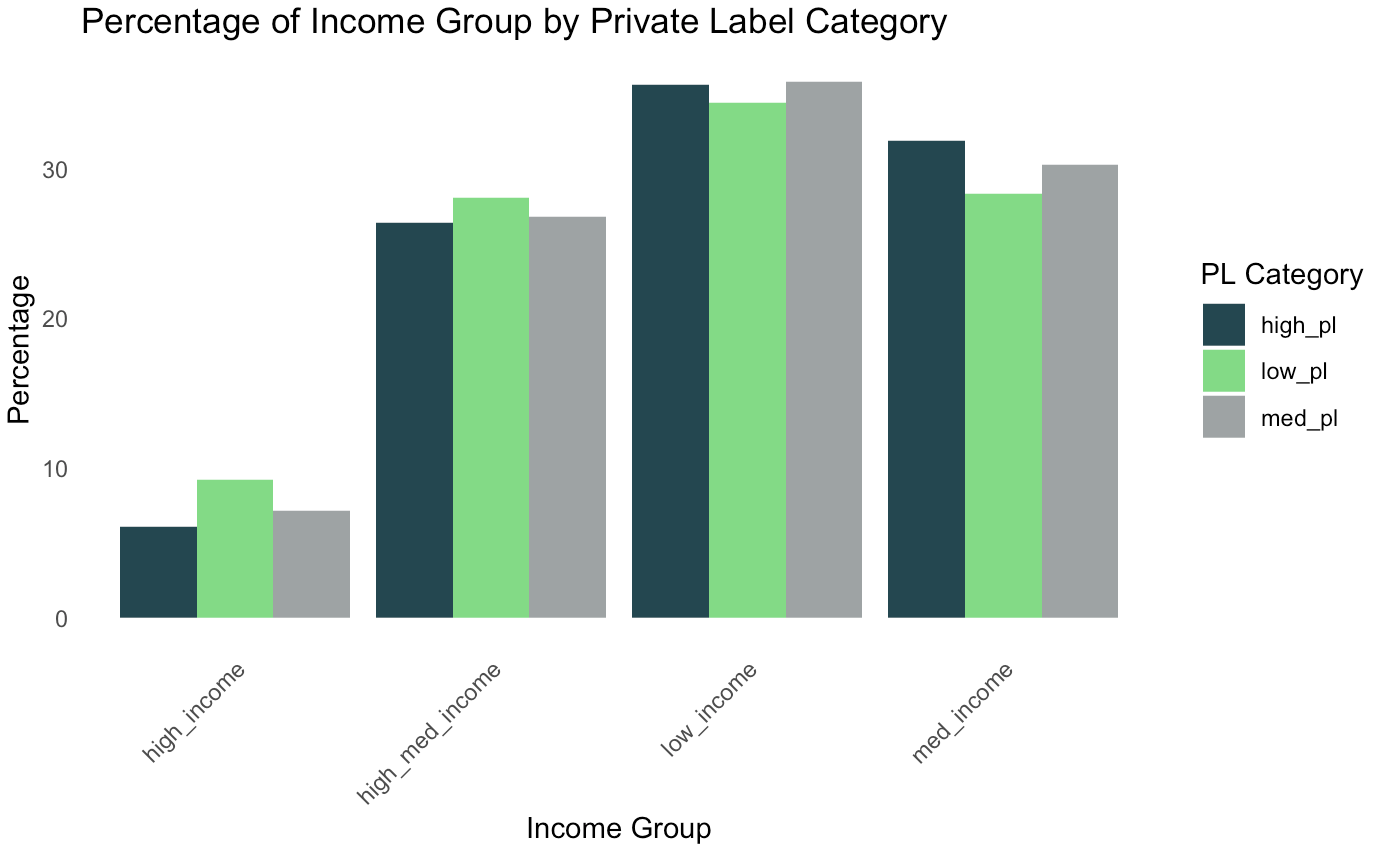 Percentage of Income Group by Private Label Category
Percentage
30
20
10
0
high_income
high_med_income
low_income
med_income
Income Group
PL Category
high_pl
low_pl
med_pl